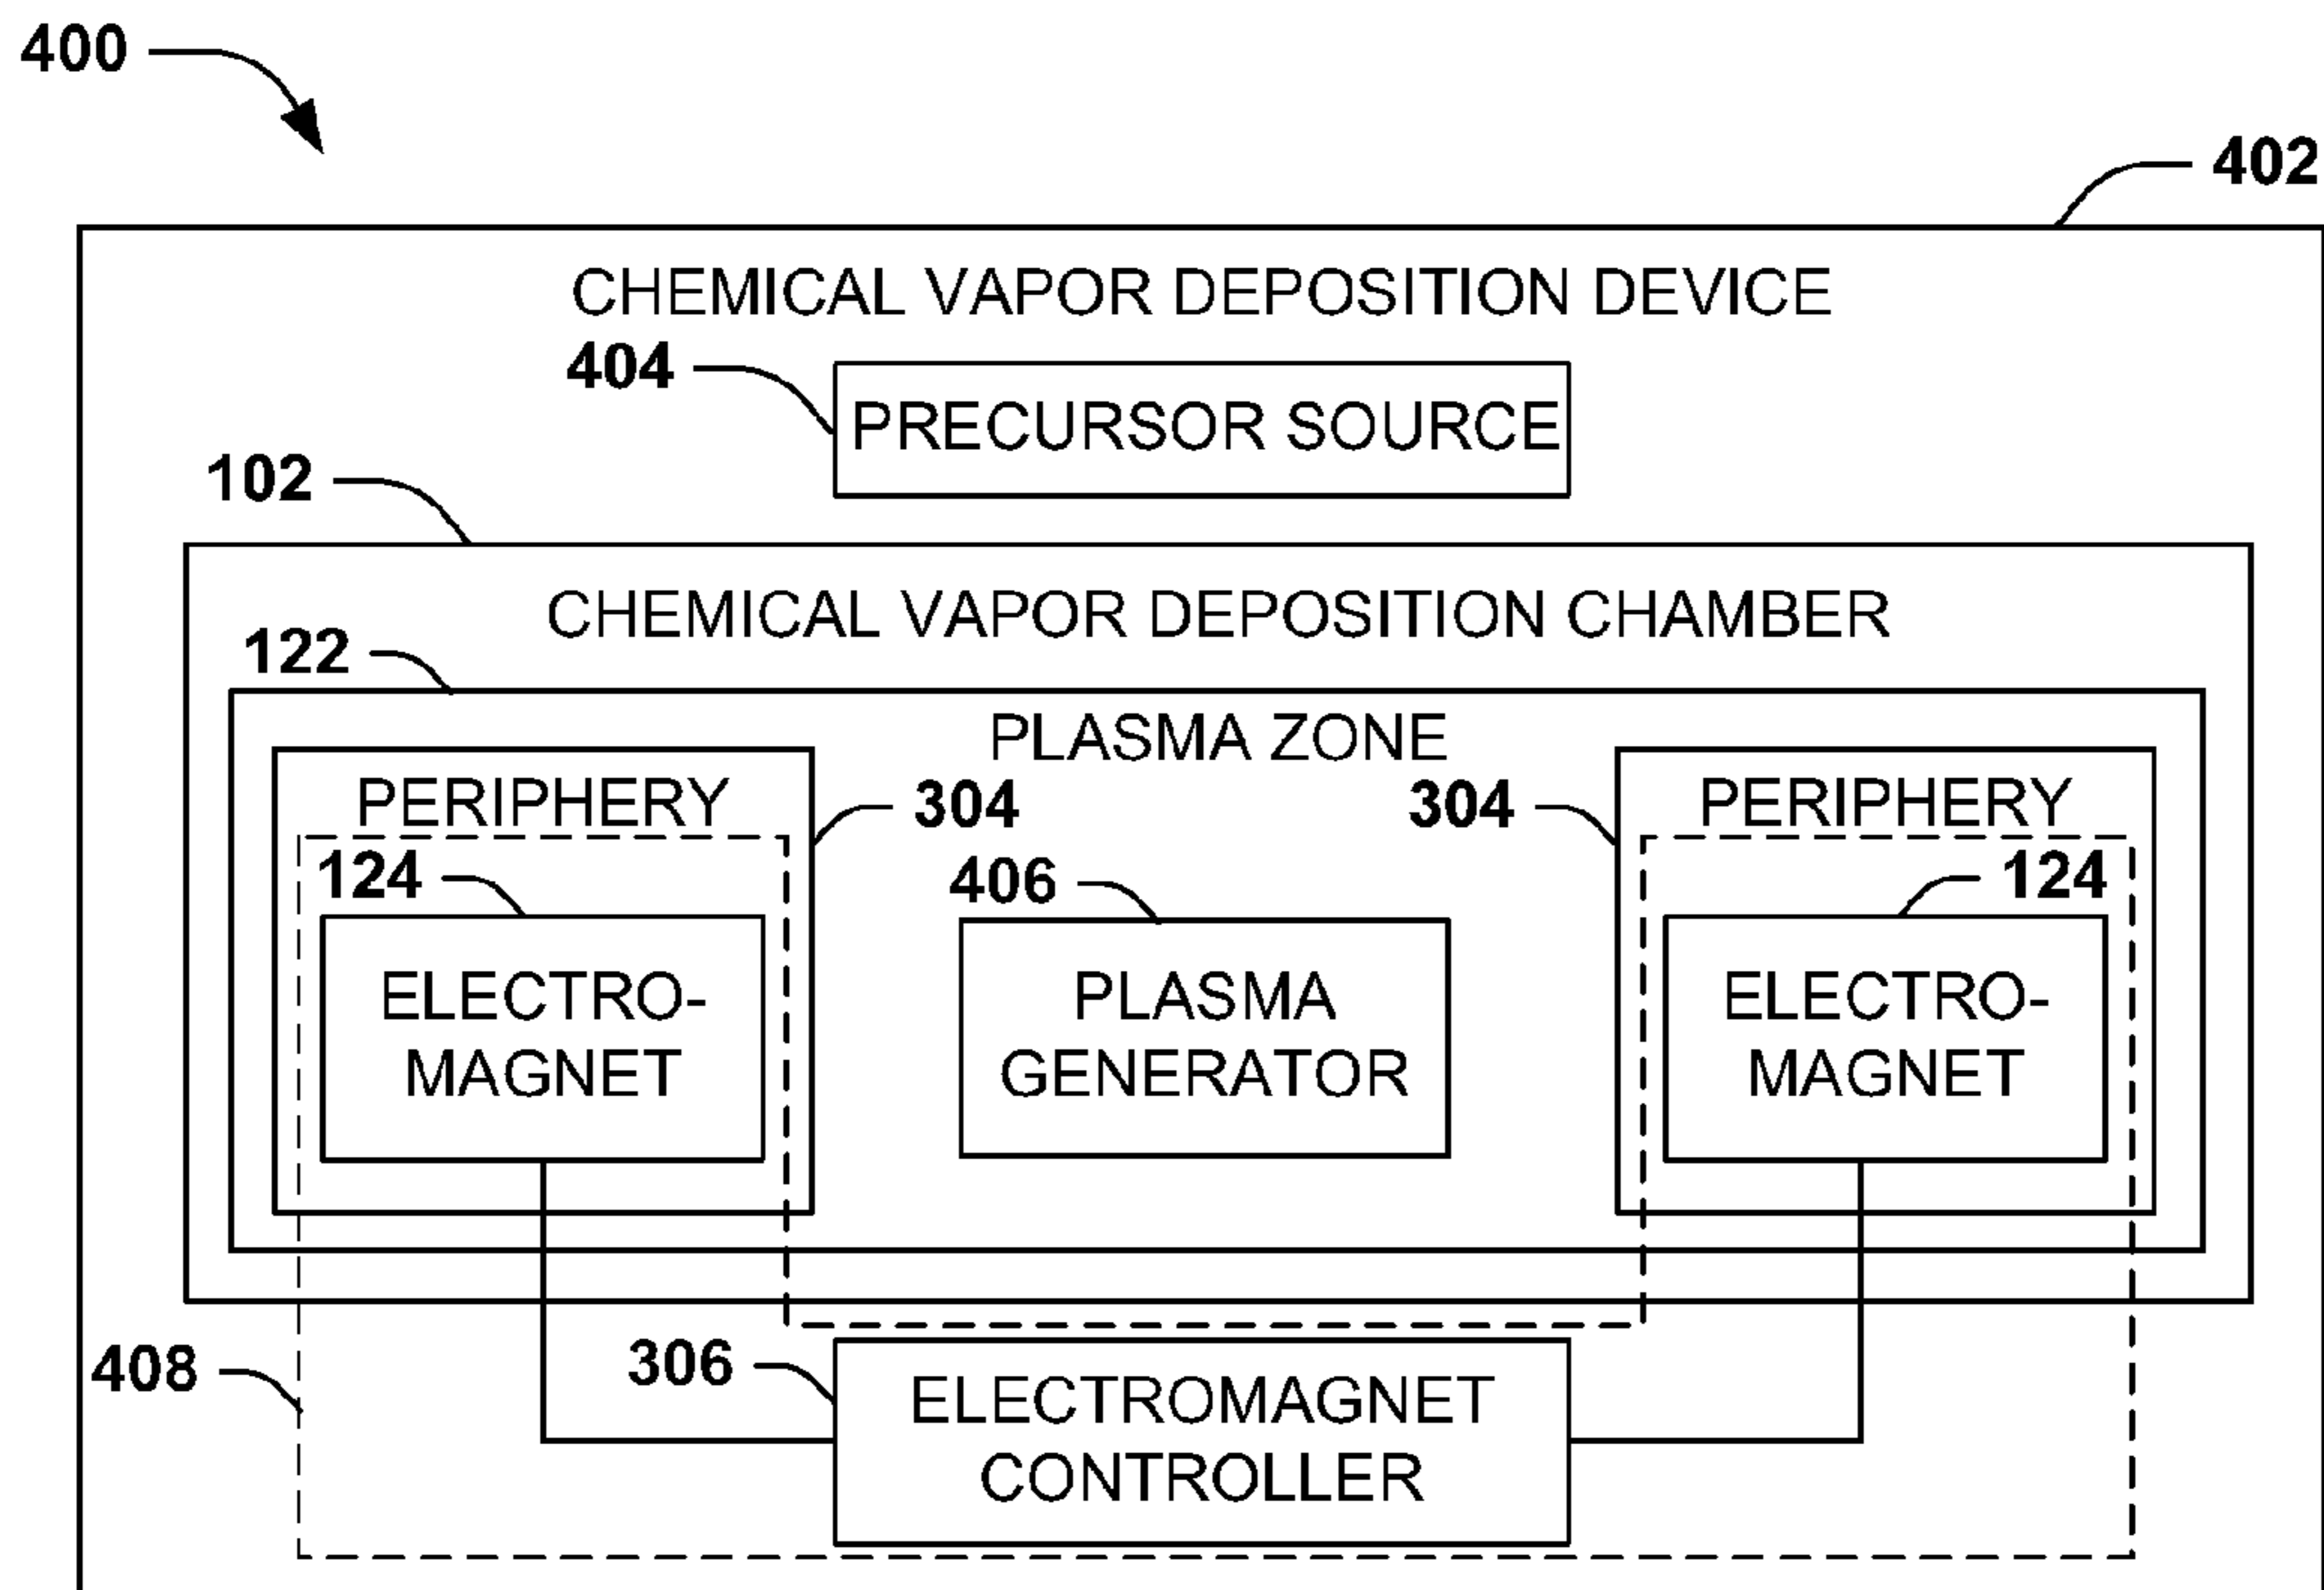 400
402
CHEMICAL VAPOR DEPOSITION DEVICE
404
PRECURSOR SOURCE
102
CHEMICAL VAPOR DEPOSITION CHAMBER
122
PLASMA ZONE
PERIPHERY
304
304
PERIPHERY
124
406
124
ELECTRO-
MAGNET
PLASMA
GENERATOR
ELECTRO-
MAGNET
408
306
ELECTROMAGNET
CONTROLLER